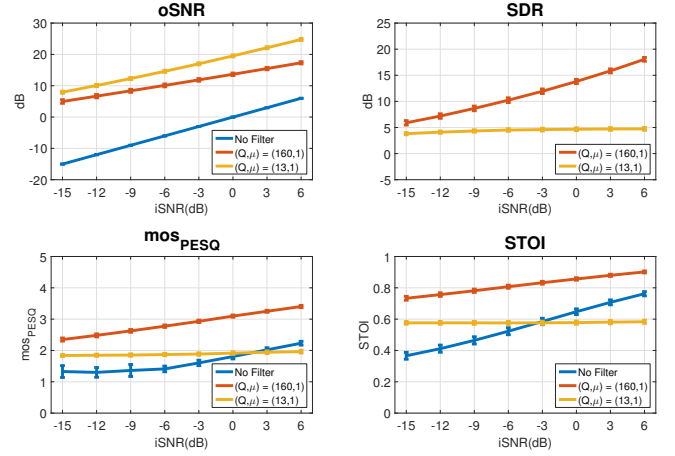 oSNR
30
20
10
0
-10
-20
dB
-15 -12 -9 -6 -3 0 3 6
iSNR(dB)
No Filter
(Q,μ) = (160,1)
(Q,μ) = (13,1)
SDR
20
15
10
5
0
-5
dB
-15 -12 -9 -6 -3 0 3 6
iSNR(dB)
(Q,μ) = (160,1)
(Q,μ) = (13,1)
mosPESQ
5
4
3
2
1
0
mosPESQ
-15 -12 -9 -6 -3 0 3 6
iSNR(dB)
No Filter
(Q,μ) = (160,1)
(Q,μ) = (13,1)
STOI
1
0.8
0.6
0.4
0.2
0
STOI
-15 -12 -9 -6 -3 0 3 6
iSNR(dB)
No Filter
(Q,μ) = (160,1)
(Q,μ) = (13,1)